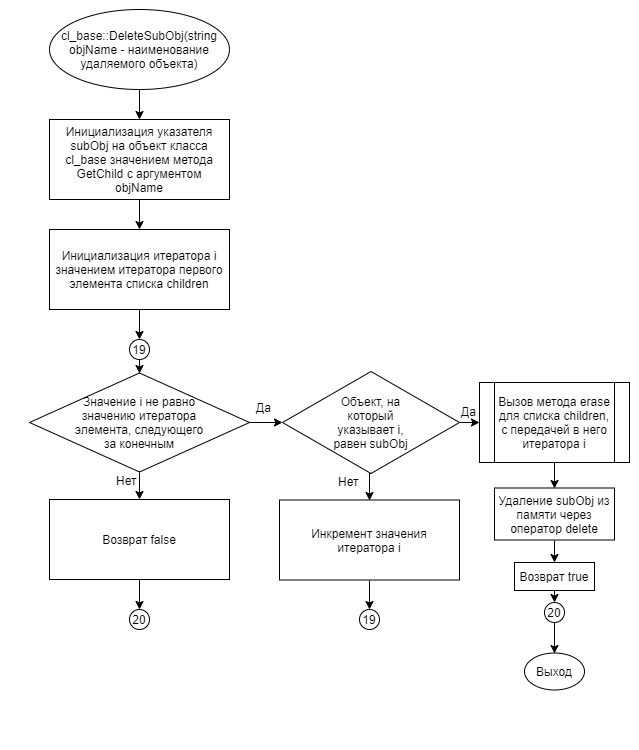 cl_base::DeleteSubObj(string
objName - наименование
удаляемого объекта)
Инициализация указателя
subObj на объект класса
cl_base значением метода
GetChild с аргументом
objName
Инициализация итератора i
значением итератора первого
элемента списка children
19
Значение i не равно
значению итератора
элемента, следующего
за конечным
Да
Объект, на
который
указывает i,
равен subObj
Да
Вызов метода erase
для списка children,
с передачей в него
итератора i
Нет
Нет
Возврат false
Инкремент значения
итератора i
Удаление subObj из
памяти через
оператор delete
Возврат true
20
19
20
Выход